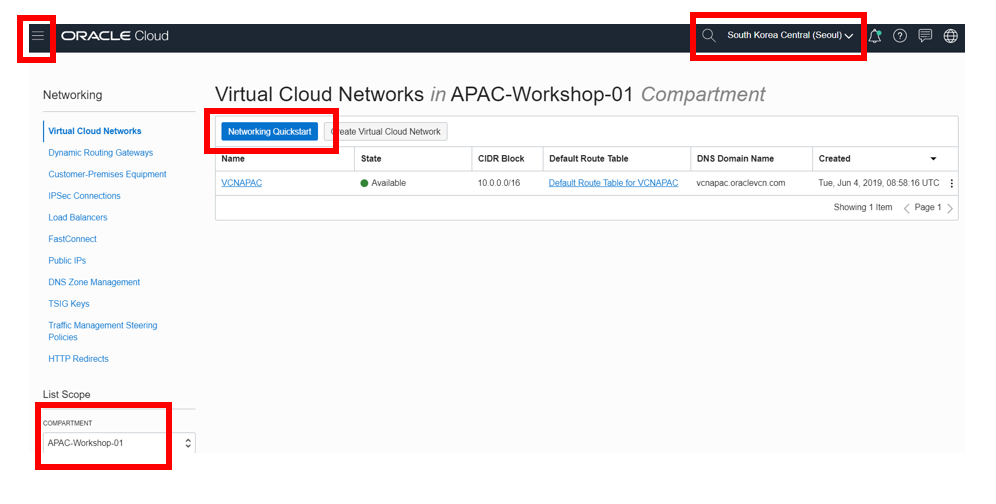 ORACLE Cloud
South Korea Central (Seoul)
Networking
Virtual Cloud Networks
Dynamic Routing Gateways
Customer-Premises Equipment
IPSec Connections
Load Balancers
FastConnect
Public IPs
DNS Zone Management
TSIG Keys
Traffic Management Steering
Policies
HTTP Redirects
List Scope
COMPARTMENT
APAC-Workshop-01
Virtual Cloud Networks in APAC-Workshop-01 Compartment
Networking Quickstart Create Virtual Cloud Network
Name State CIDR Block Default Route Table DNS Domain Name Created
VCNAPAC Available 10.0.0.0/16 Default Route Table for VCNAPAC vcnapac.oraclevcn.com Tue, Jun 4, 2019, 08:58:16 UTC
Showing 1 Item Page 1